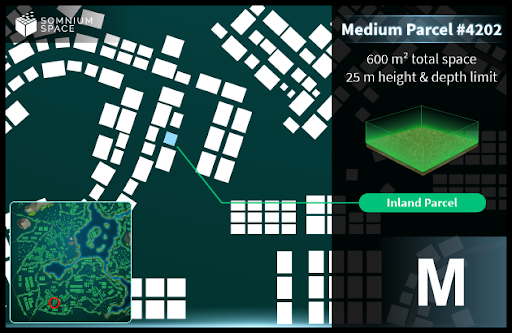 SOMNIUM
SPACE
Medium Parcel #4202
600 m² total space
25 m height & depth limit
Inland Parcel
M